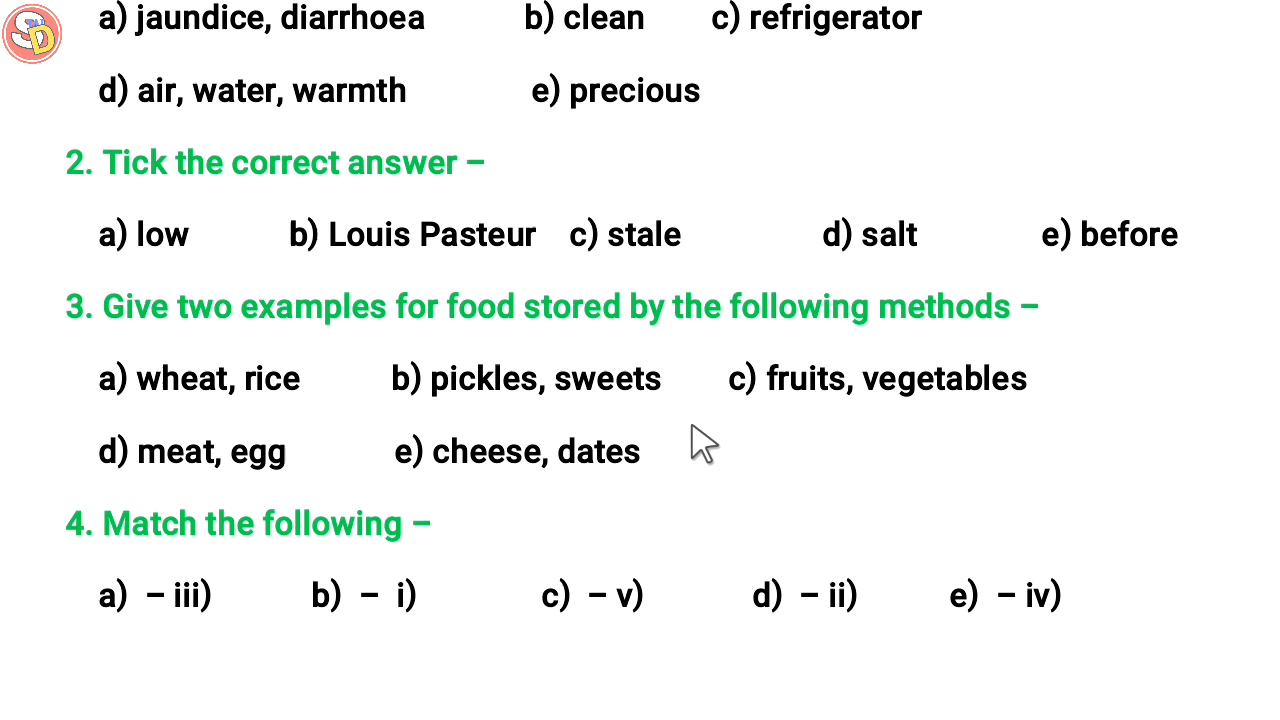 a) jaundice, diarrhoea b) clean c) refrigerator
d) air, water, warmth e) precious
2. Tick the correct answer –
a) low b) Louis Pasteur c) stale d) salt e) before
3. Give two examples for food stored by the following methods –
a) wheat, rice b) pickles, sweets c) fruits, vegetables
d) meat, egg e) cheese, dates
4. Match the following –
a) – iii) b) – i) c) – v) d) – ii) e) – iv)